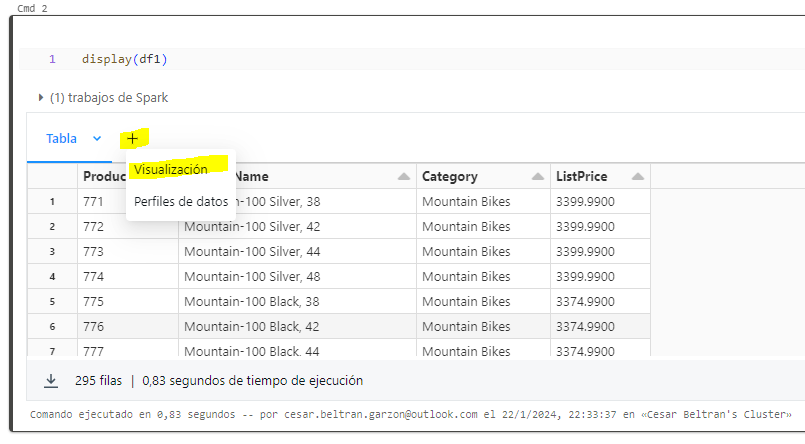 Cmd 2
1 display(df1)
(1) trabajos de Spark
Tabla +
Visualización
Perfiles de datos
Name Category ListPrice
1 771 Mountain-100 Silver, 38 Mountain Bikes 3399.9900
2 772 Mountain-100 Silver, 42 Mountain Bikes 3399.9900
3 773 Mountain-100 Silver, 44 Mountain Bikes 3399.9900
4 774 Mountain-100 Silver, 48 Mountain Bikes 3399.9900
5 775 Mountain-100 Black, 38 Mountain Bikes 3374.9900
6 776 Mountain-100 Black, 42 Mountain Bikes 3374.9900
7 777 Mountain-100 Black, 44 Mountain Bikes 3374.9900
295 filas | 0,83 segundos de tiempo de ejecución
Comando ejecutado en 0,83 segundos -- por cesar.beltran.garzon@outlook.com el 22/1/2024, 22:33:37 en «Cesar Beltran's Cluster»